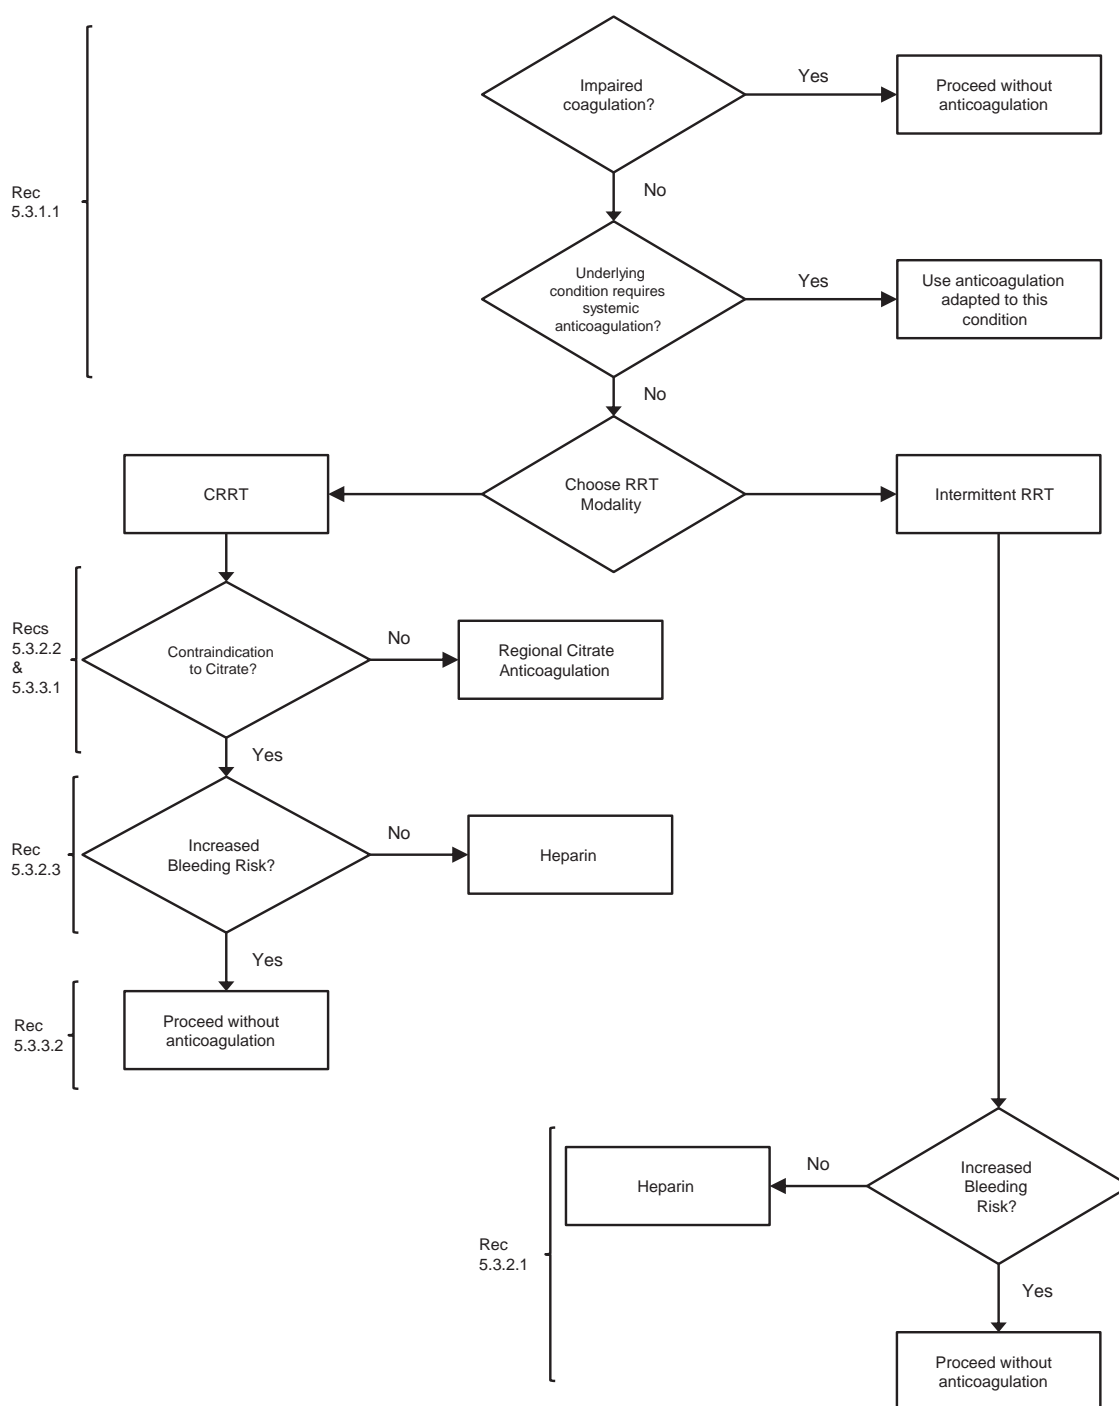 Impaired
coagulation?
Yes
Proceed without
anticoagulation
No
Rec
5.3.1.1
Underlying
condition requires
systemic
anticoagulation?
Yes
Use anticoagulation
adapted to this
condition
No
CRRT
Choose RRT
Modality
Intermittent RRT
Recs
5.3.2.2
&
5.3.3.1
Contraindication
to Citrate?
No
Regional Citrate
Anticoagulation
Yes
Rec
5.3.2.3
Increased
Bleeding Risk?
No
Heparin
Yes
Rec
5.3.3.2
Proceed without
anticoagulation
Rec
5.3.2.1
Heparin
No
Increased
Bleeding
Risk?
Yes
Proceed without
anticoagulation